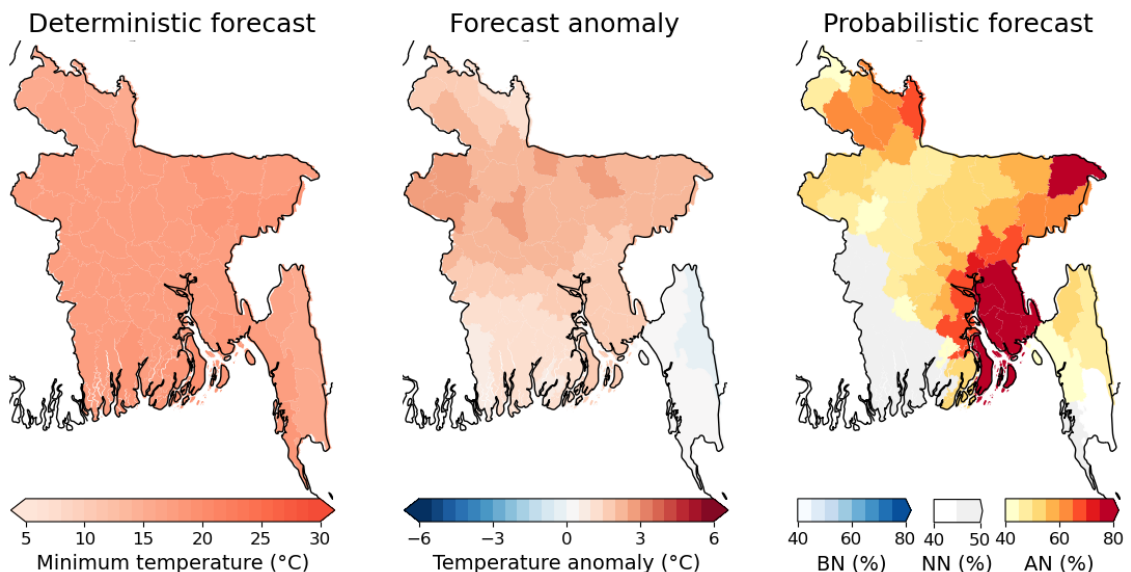 Deterministic forecast
Forecast anomaly
Probabilistic forecast
5 10 15 20 25 30
Minimum temperature (°C)
−6 −3 0 3 6
Temperature anomaly (°C)
40 60 80
BN (%)
40 50
NN (%)
40 60 80
AN (%)